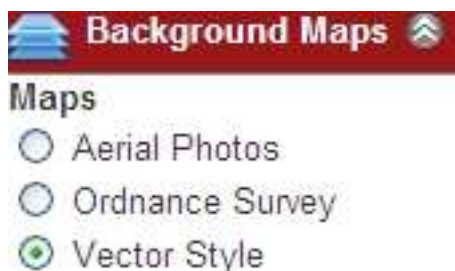 Background Maps
Maps
Aerial Photos
Ordnance Survey
Vector Style